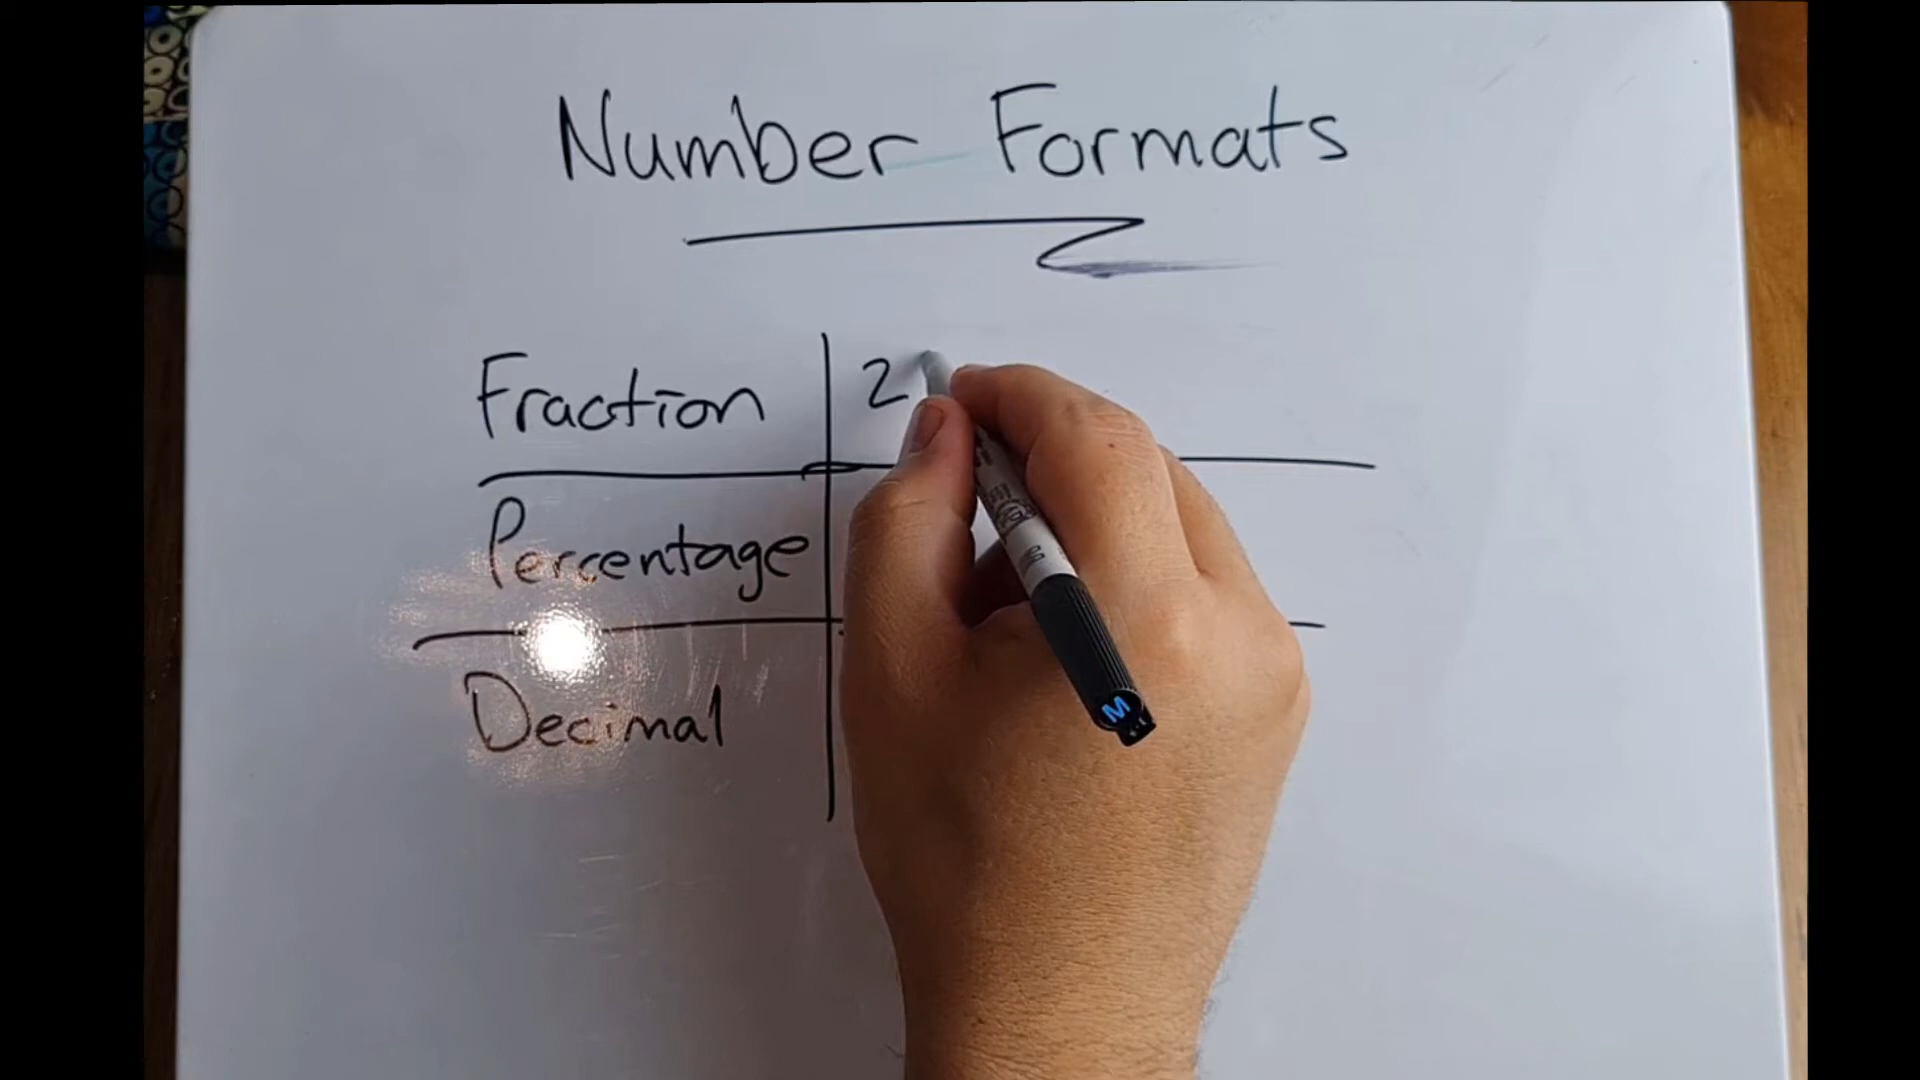 Number Formats
Fraction 2
Percentage
Decimal
M